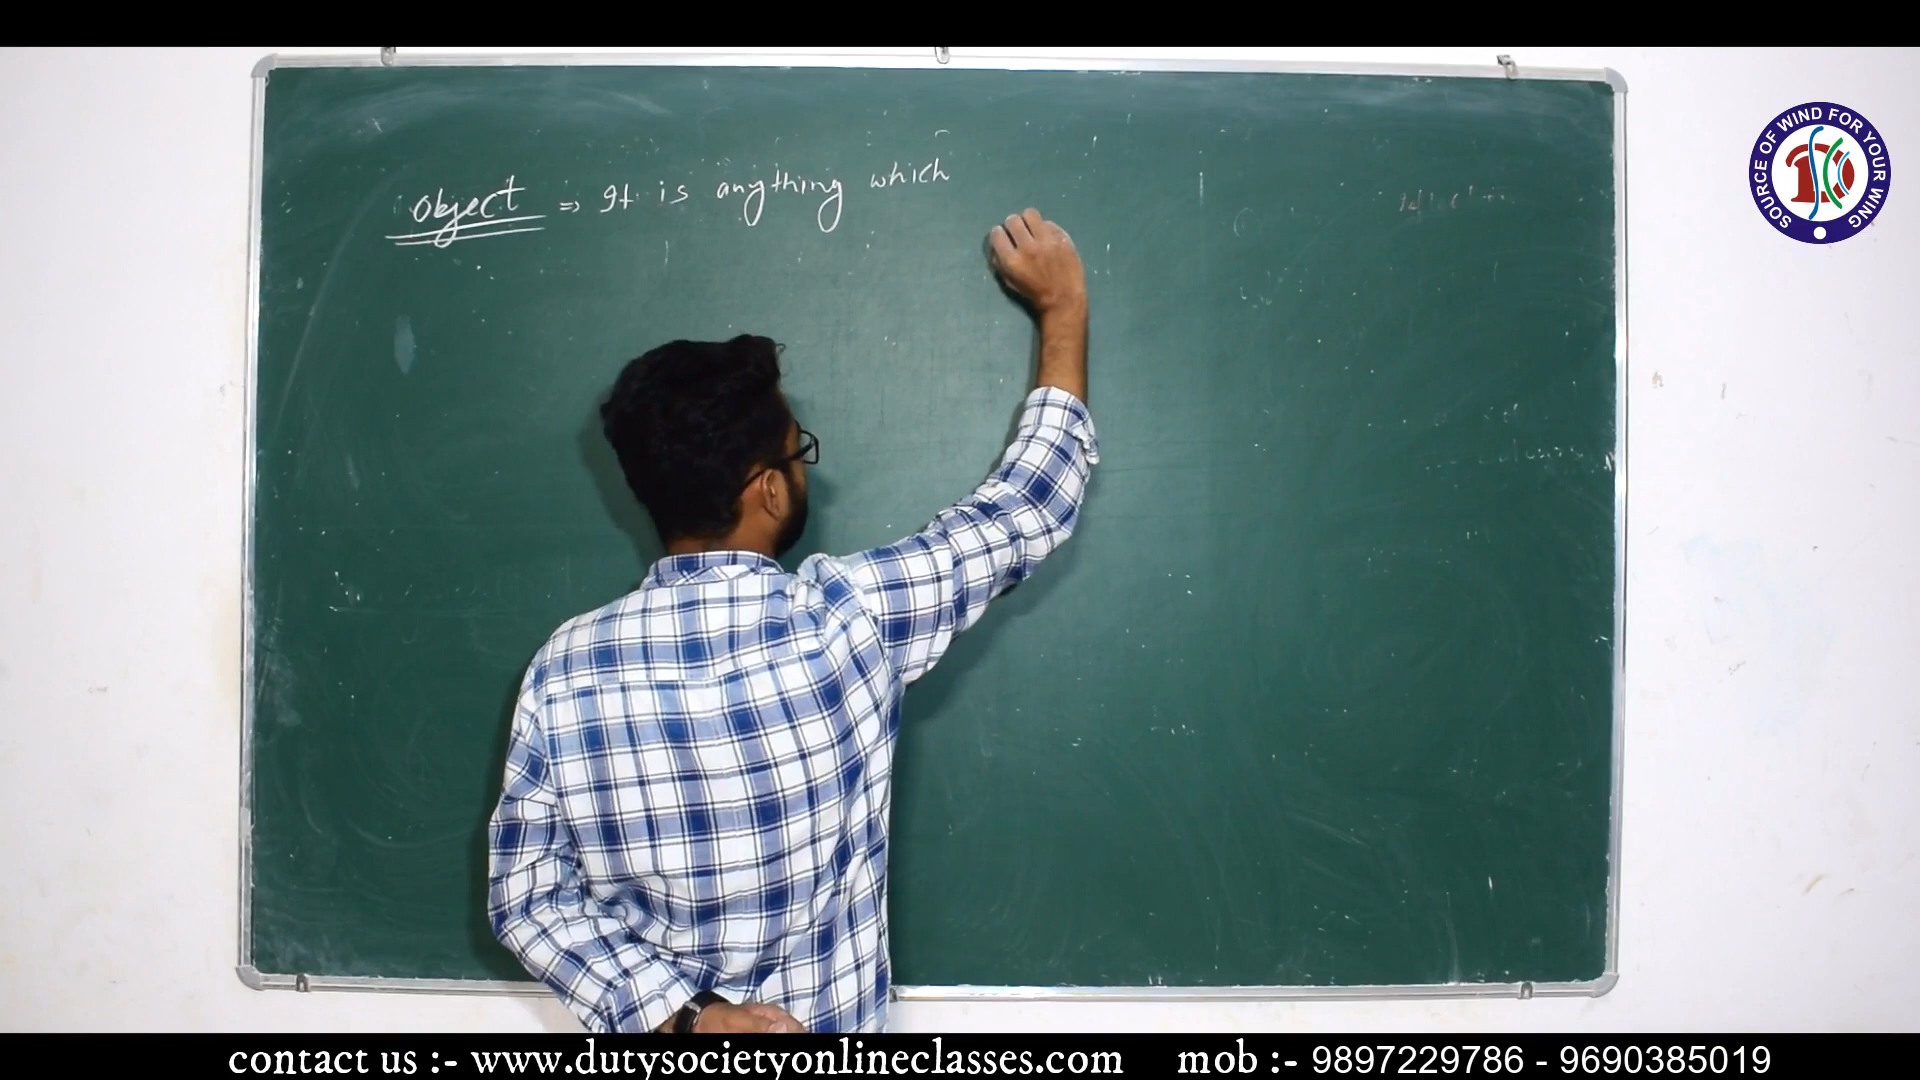 object => It is anything which
SOURCE OF WIND FOR YOUR WING
contact us :- www.dutysocietyonlineclasses.com mob :- 9897229786 - 9690385019